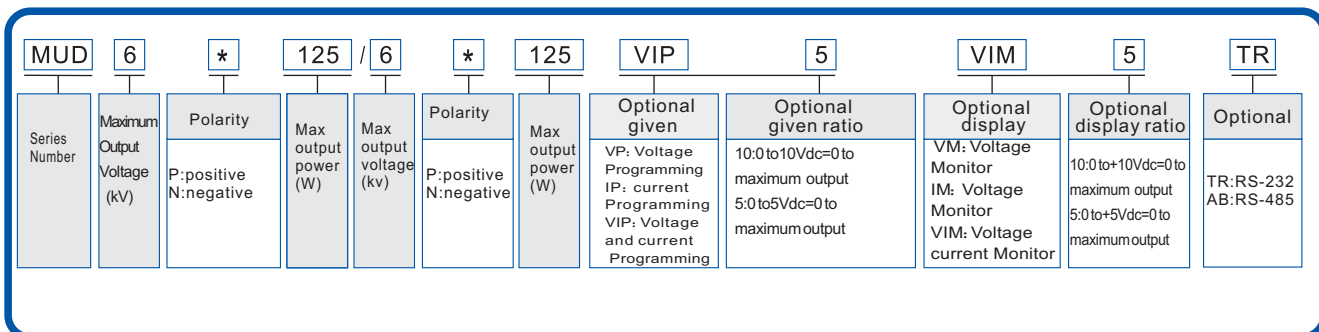 MUD 6 * 125 / 6 * 125 VIP 5 VIM 5 TR
Series
Number
Maximum
Output
Voltage
(kV)
Polarity
P:positive
N:negative
Max
output
power
(W)
Max
output
voltage
(kv)
Polarity
P:positive
N:negative
Max
output
power
(W)
Optional
given
VP: Voltage
Programming
IP: current
Programming
VIP: Voltage
and current
Programming
Optional
given ratio
10:0 to10Vdc=0 to
maximum output
5:0 to5Vdc=0 to
maximum output
Optional
display
VM: Voltage
Monitor
IM: Voltage
Monitor
VIM: Voltage
current Monitor
Optional
display ratio
10:0 to+10Vdc=0 to
maximum output
5:0 to+5Vdc=0 to
maximum output
Optional
TR:RS-232
AB:RS-485